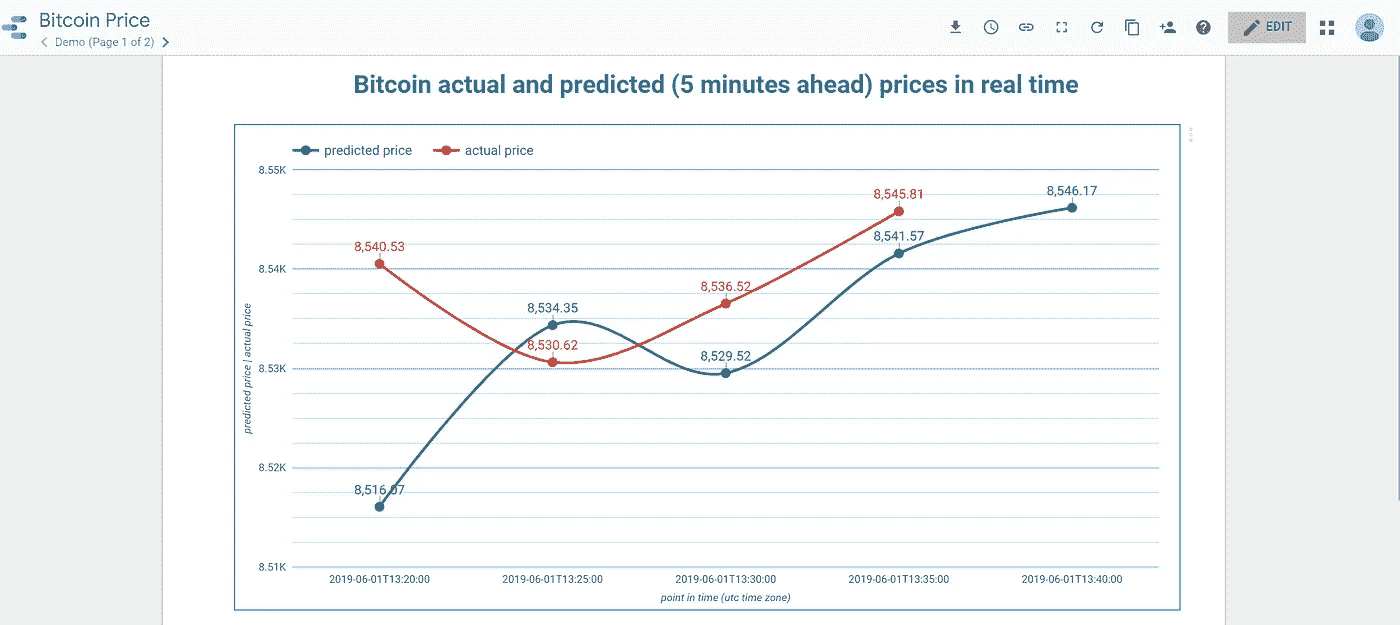 Bitcoin Price
Demo (Page 1 of 2)
EDIT
Bitcoin actual and predicted (5 minutes ahead) prices in real time
predicted price actual price
8.55K
8,545.81 8,546.17
8,540.53
8,541.57
8.54K
8,534.35
8,536.52
8,530.62
8,529.52
8.53K
8.52K
8,516.07
8.51K
predicted price | actual price
2019-06-01T13:20:00 2019-06-01T13:25:00 2019-06-01T13:30:00 2019-06-01T13:35:00 2019-06-01T13:40:00
point in time (utc time zone)